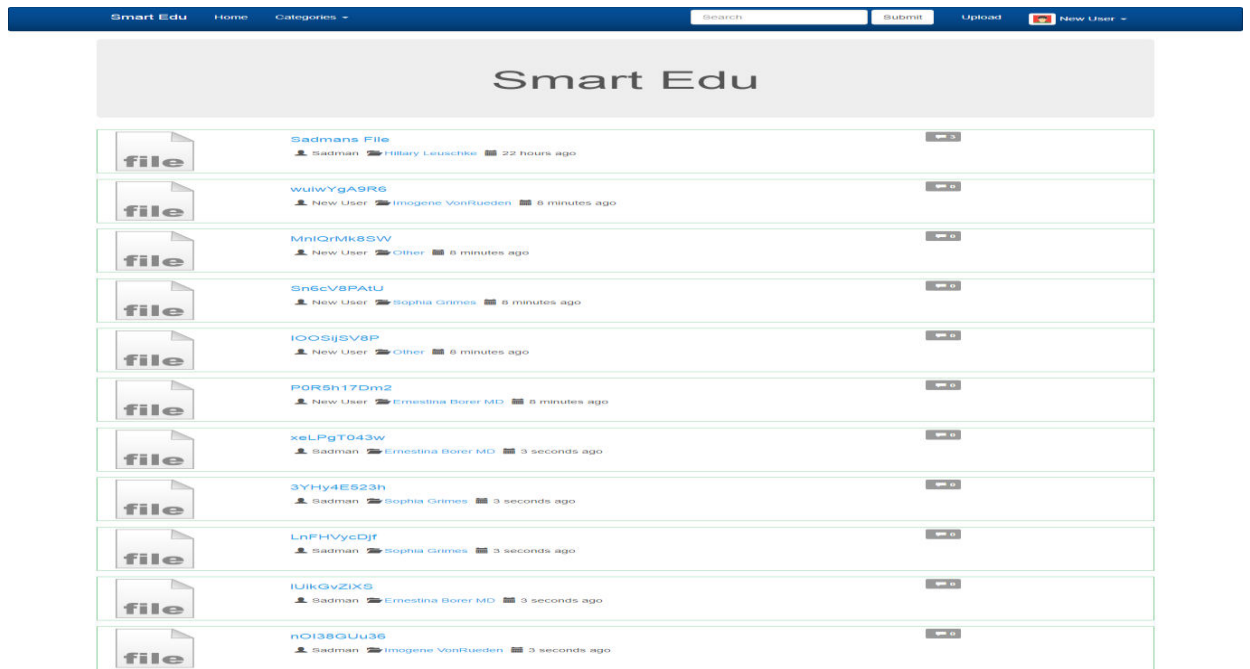 Smart Edu Home Categories Search Submit Upload New User
Smart Edu
file
Sadmans File
3
Sadman Hillary Leuschke 22 hours ago
file
wuiwYgA9R6
0
New User Imogene VonRueden 8 minutes ago
file
MnIQrMk8SW
0
New User Other 8 minutes ago
file
Sn6cV8PAtU
0
New User Sophia Grimes 8 minutes ago
file
IOOSijSV8P
0
New User Other 8 minutes ago
file
P0R5h17Dm2
0
New User Ernestina Borer MD 8 minutes ago
file
xeLPgT043w
0
Sadman Ernestina Borer MD 3 seconds ago
file
3YHy4E523h
0
Sadman Sophia Grimes 3 seconds ago
file
LnFHVycDjf
0
Sadman Sophia Grimes 3 seconds ago
file
IUikGvZiXS
0
Sadman Ernestina Borer MD 3 seconds ago
file
nOI38GUu36
0
Sadman Imogene VonRueden 3 seconds ago